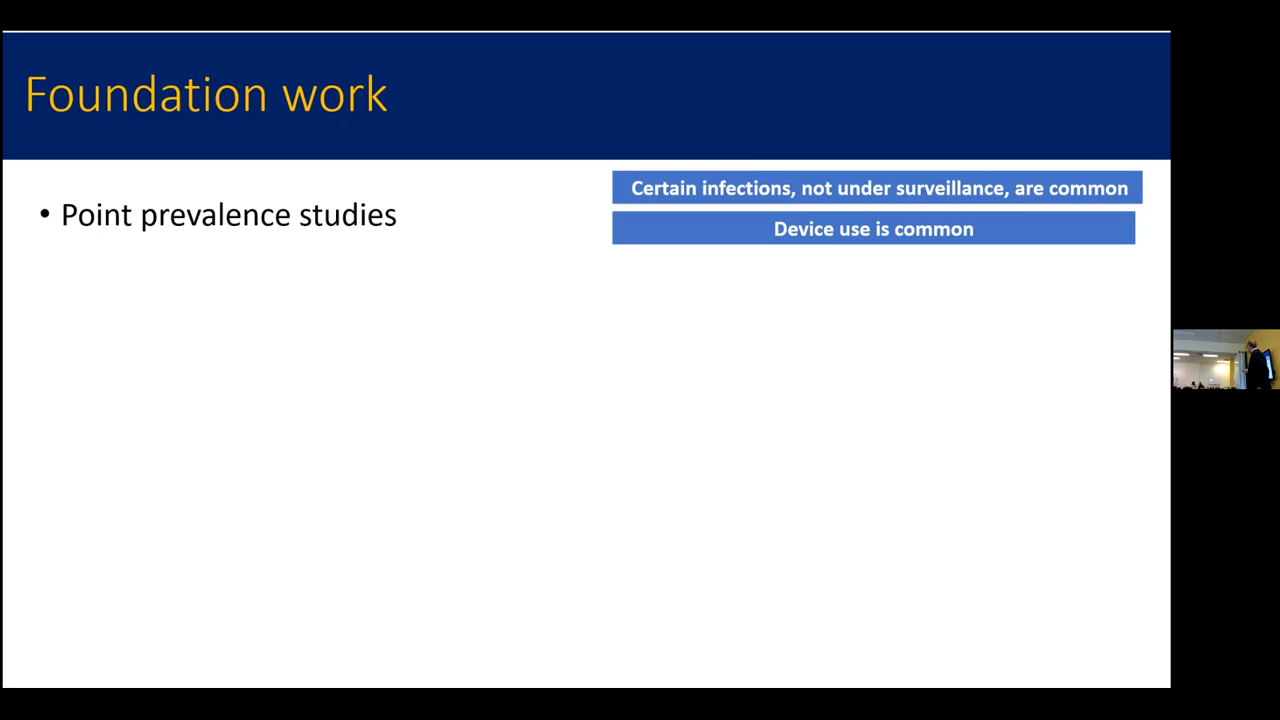 Foundation work
• Point prevalence studies
Certain infections, not under surveillance, are common
Device use is common